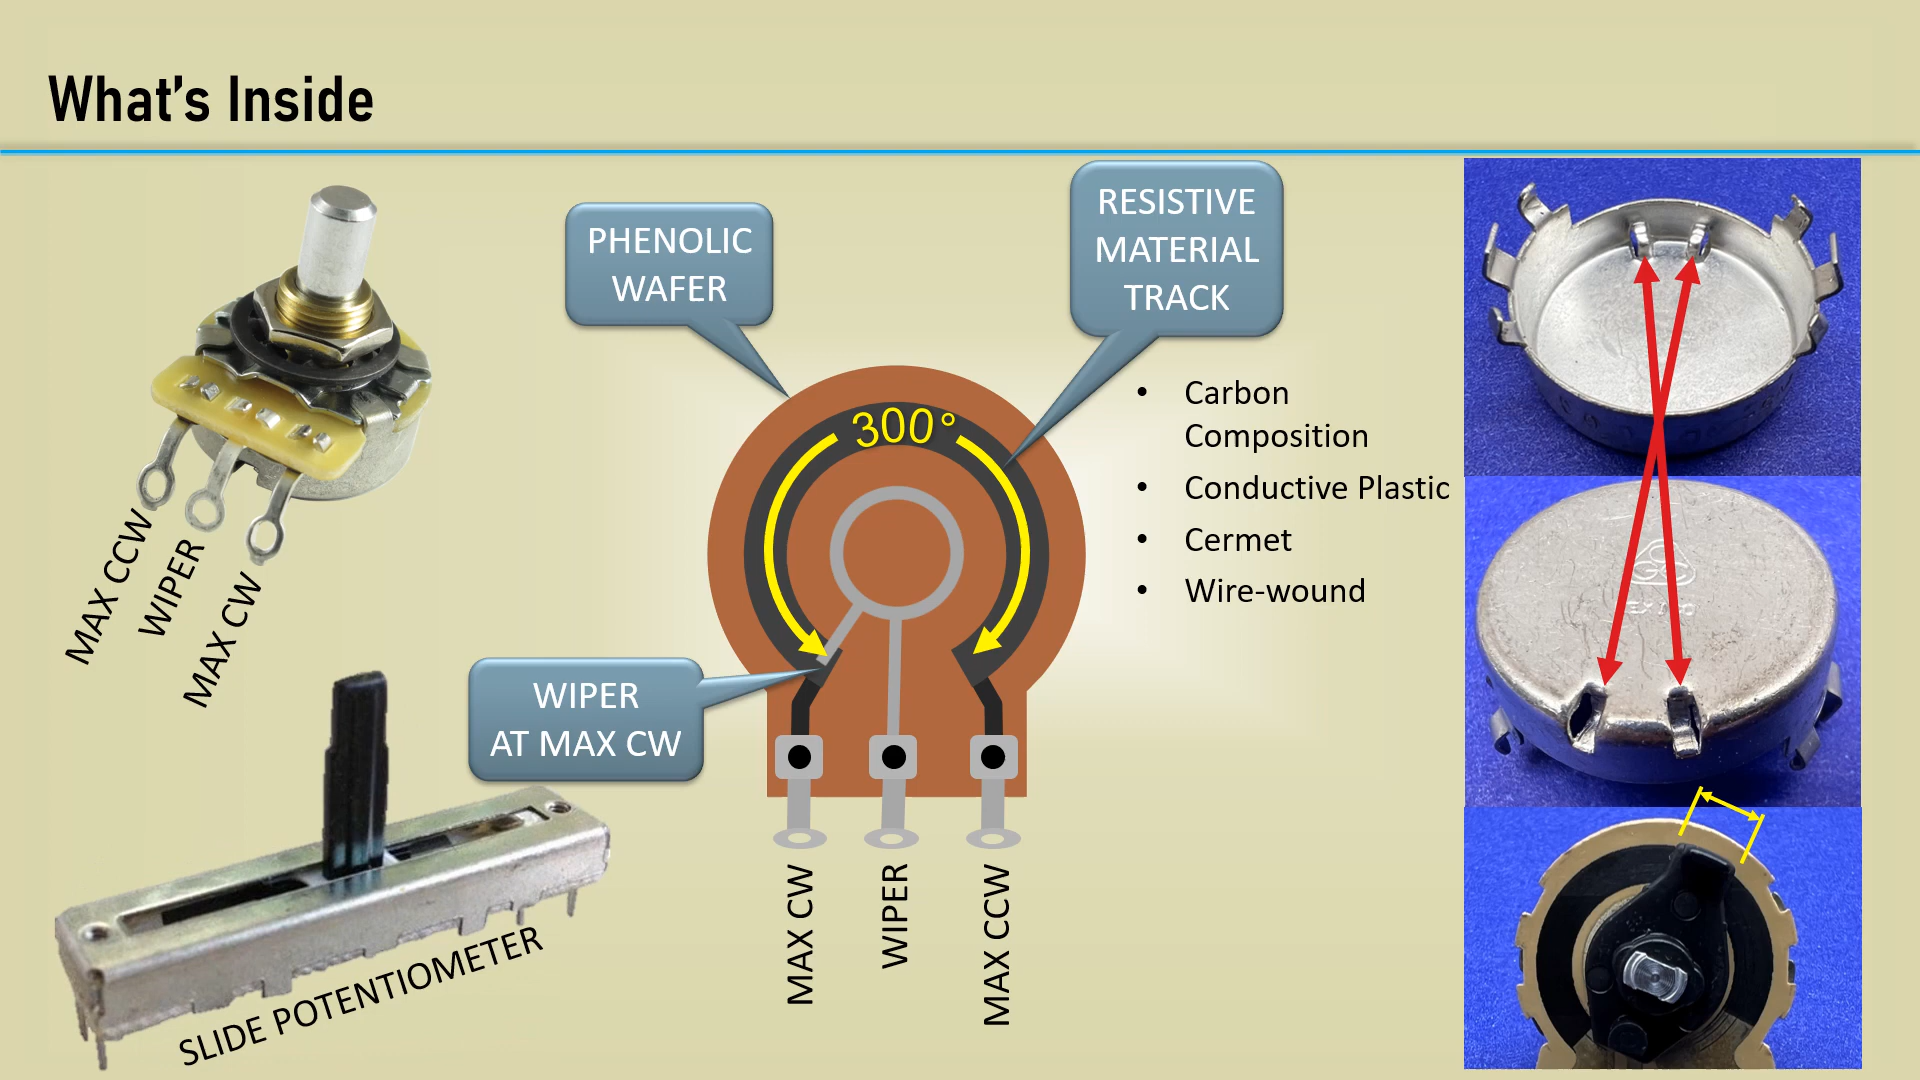 What's Inside
PHENOLIC
WAFER
RESISTIVE
MATERIAL
TRACK
300°
• Carbon
Composition
• Conductive Plastic
• Cermet
• Wire-wound
MAX CCW
WIPER
MAX CW
WIPER
AT MAX CW
MAX CW
WIPER
MAX CCW
SLIDE POTENTIOMETER